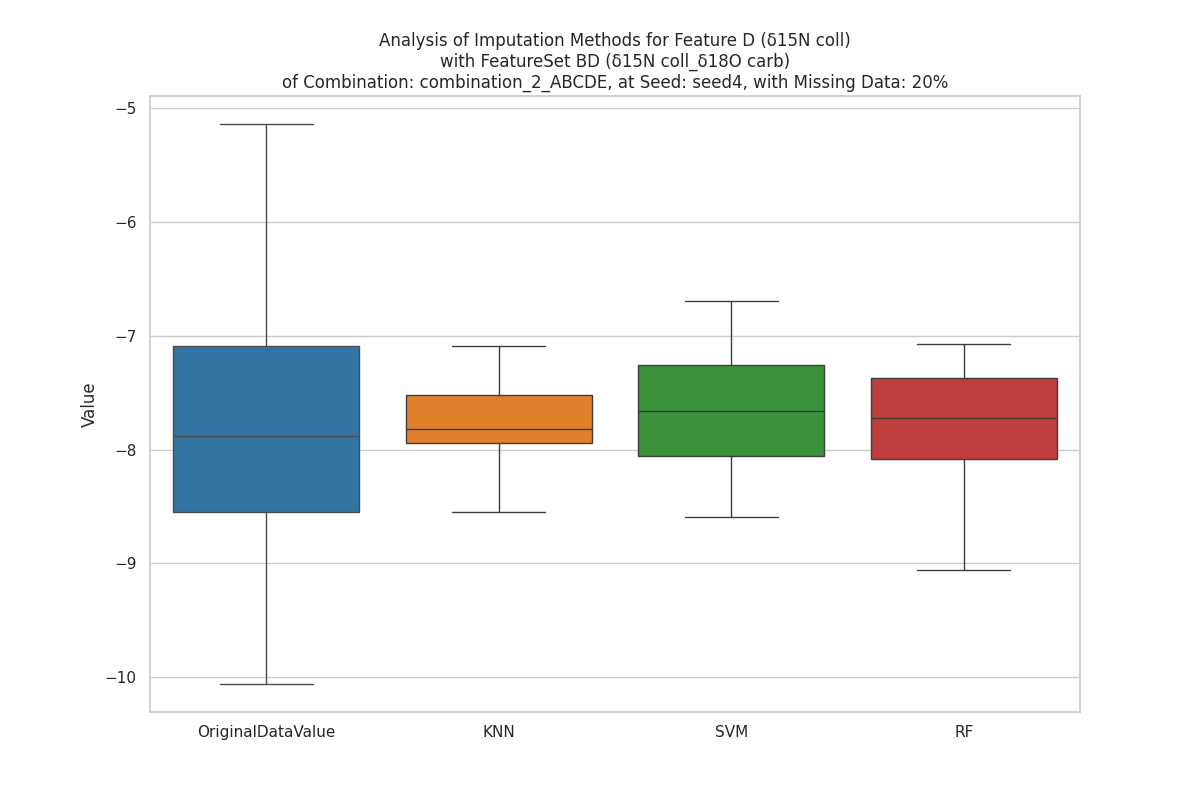 Analysis of Imputation Methods for Feature D (δ15N coll)
with FeatureSet BD (δ15N coll_δ18O carb)
of Combination: combination_2_ABCDE, at Seed: seed4, with Missing Data: 20%
−5
−6
−7
−8
−9
−10
Value
OriginalDataValue KNN SVM RF